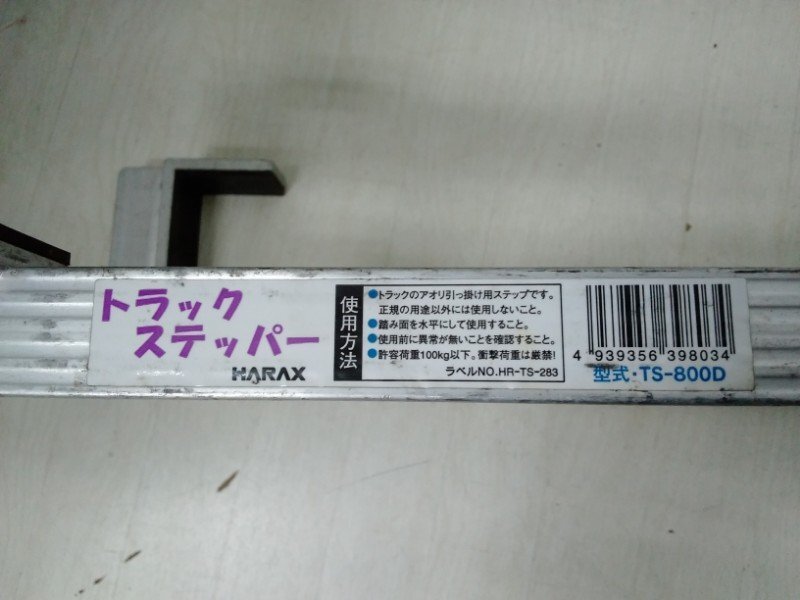 トラック
ステッパー
HARAX
使用方法
●トラックのアオリ引っ掛け用ステップです。
正規の用途以外には使用しないこと。
●踏み面を水平にして使用すること。
●使用前に異常が無いことを確認すること。
●許容荷重100kg以下。衝撃荷重は厳禁!
ラベルNO.HR-TS-283
4 939356 398034
型式・TS-800D